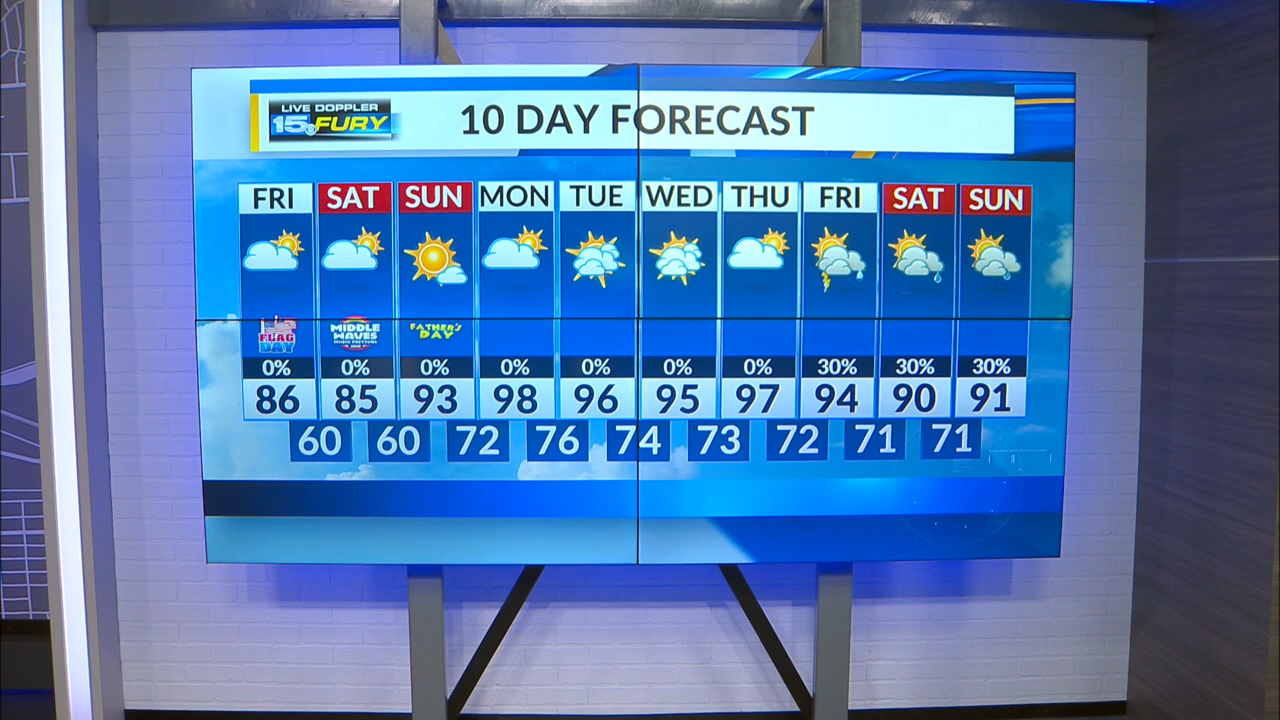 LIVE DOPPLER
15 FURY
10 DAY FORECAST
FRI SAT SUN MON TUE WED THU FRI SAT SUN
FLAG DAY
MIDDLE WAVES MUSIC FESTIVAL
FATHER'S DAY
0% 0% 0% 0% 0% 0% 0% 30% 30% 30%
86 85 93 98 96 95 97 94 90 91
60 60 72 76 74 73 72 71 71